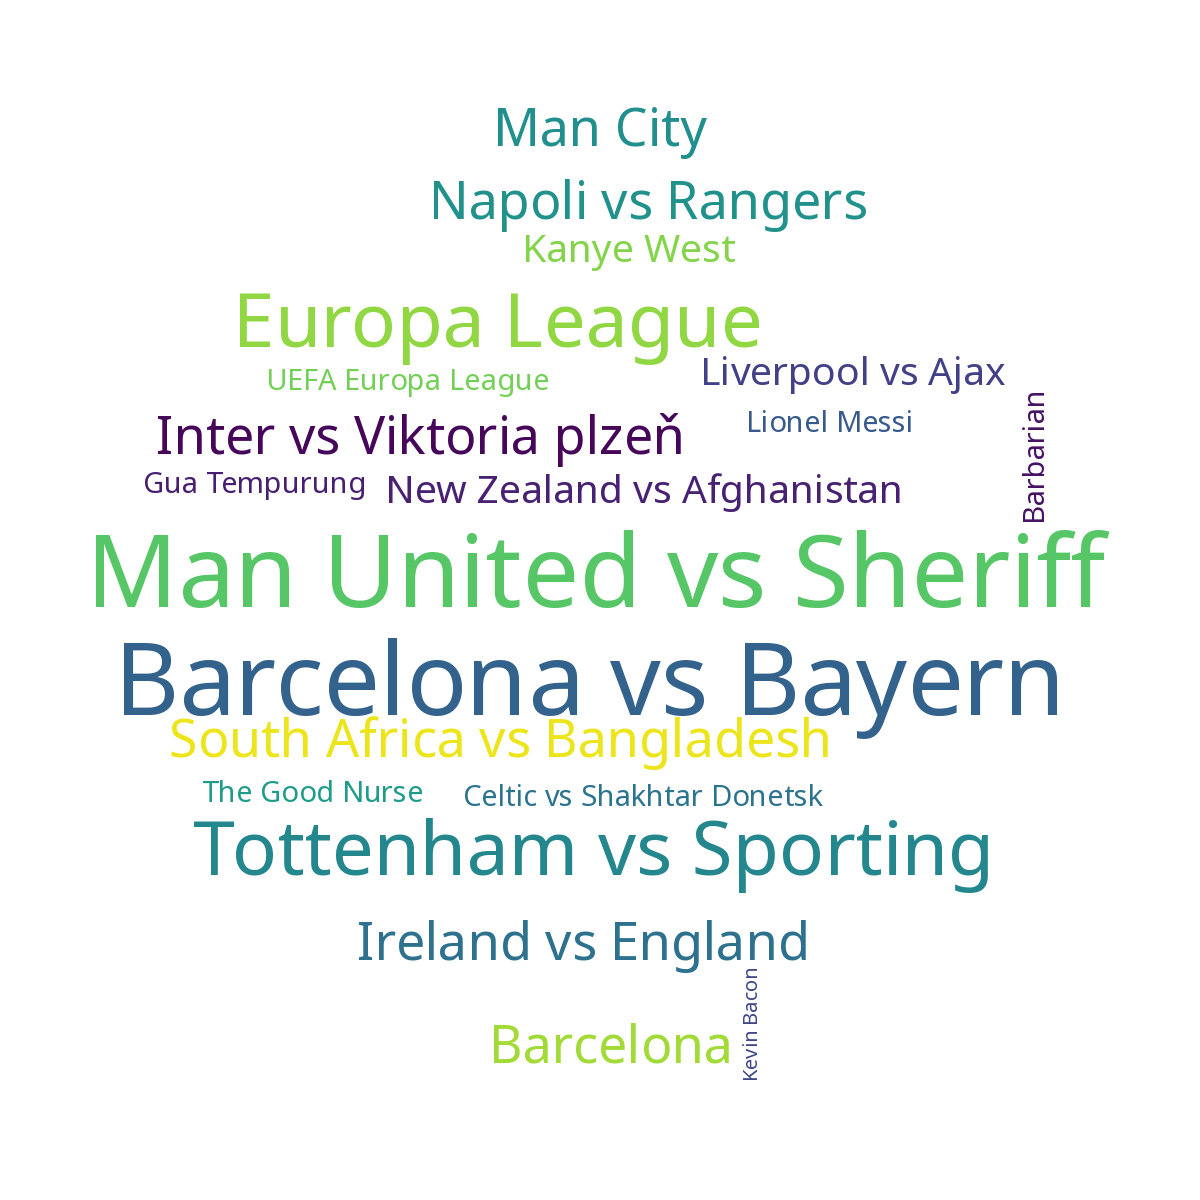 Man City
Napoli vs Rangers
Kanye West
Europa League
Liverpool vs Ajax
UEFA Europa League
Lionel Messi
Barbarian
Inter vs Viktoria plzeň
Gua Tempurung
New Zealand vs Afghanistan
Man United vs Sheriff
Barcelona vs Bayern
South Africa vs Bangladesh
The Good Nurse
Celtic vs Shakhtar Donetsk
Tottenham vs Sporting
Ireland vs England
Barcelona
Kevin Bacon